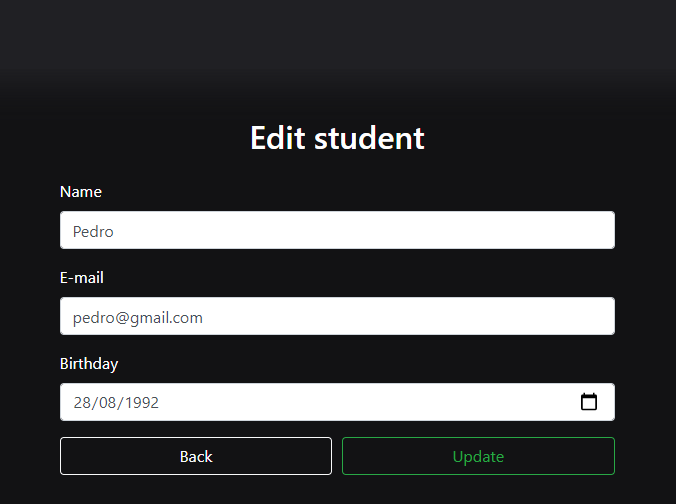 Edit student
Name
Pedro
E-mail
pedro@gmail.com
Birthday
28/08/1992
Back Update